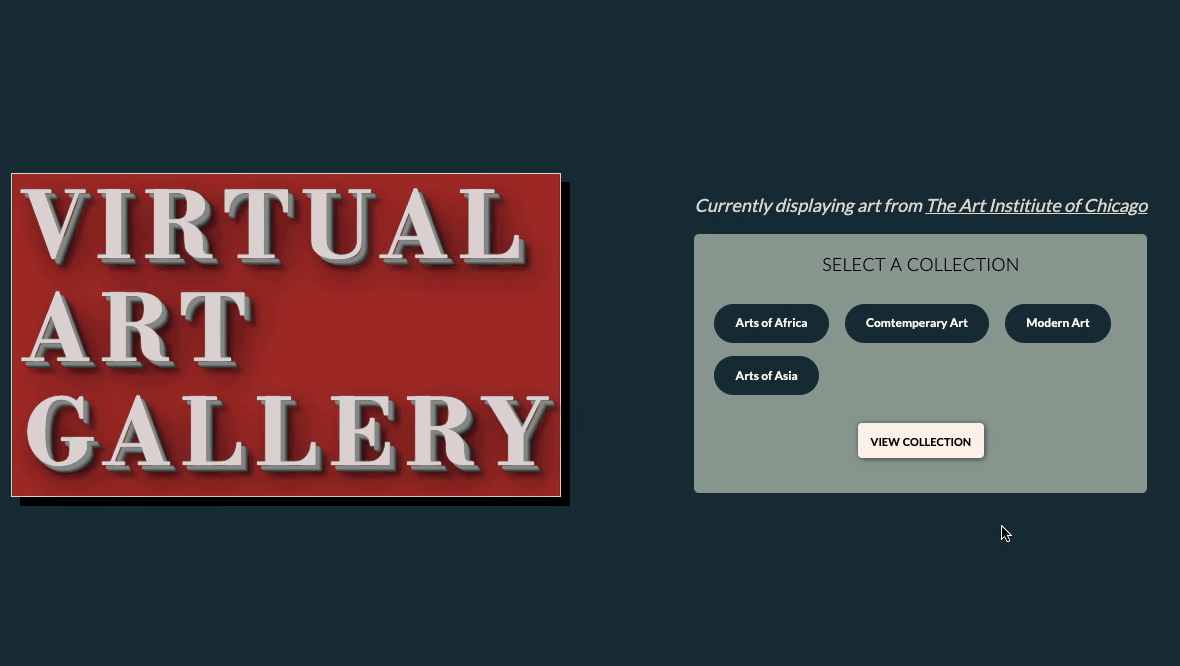 VIRTUAL
ART
GALLERY
Currently displaying art from The Art Instititute of Chicago
SELECT A COLLECTION
Arts of Africa
Comtemperary Art
Modern Art
Arts of Asia
VIEW COLLECTION